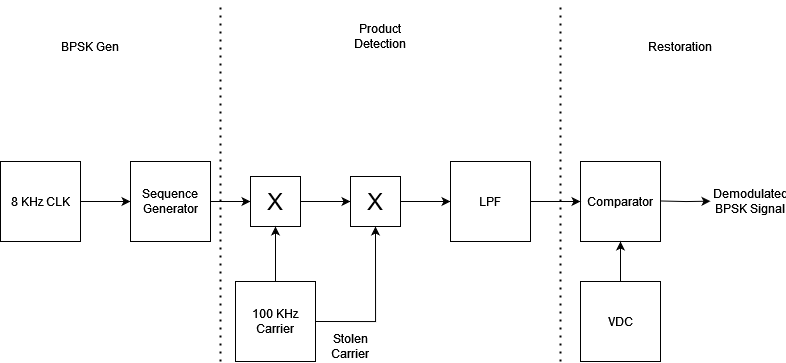 BPSK Gen
Product
Detection
Restoration
8 KHz CLK
Sequence
Generator
X
X
LPF
Comparator
Demodulated
BPSK Signal
100 KHz
Carrier
Stolen
Carrier
VDC